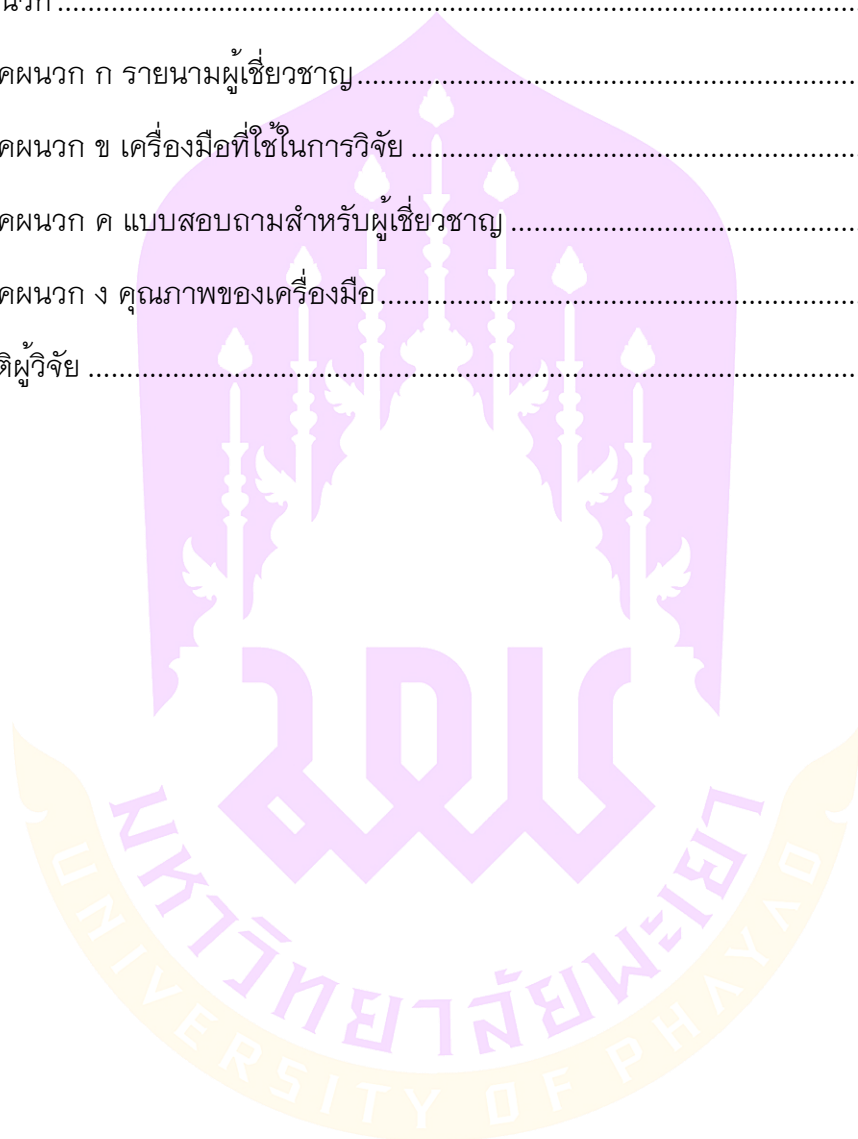 นวก
คผนวก ก รายนามผู้เชี่ยวชาญ
คผนวก ข เครื่องมือที่ใช้ในการวิจัย
คผนวก ค แบบสอบถามสำหรับผู้เชี่ยวชาญ
คผนวก ง คุณภาพของเครื่องมือ
ติผู้วิจัย
มพ
มหาวิทยาลัยพะเยา
UNIVERSITY OF PHAYAO